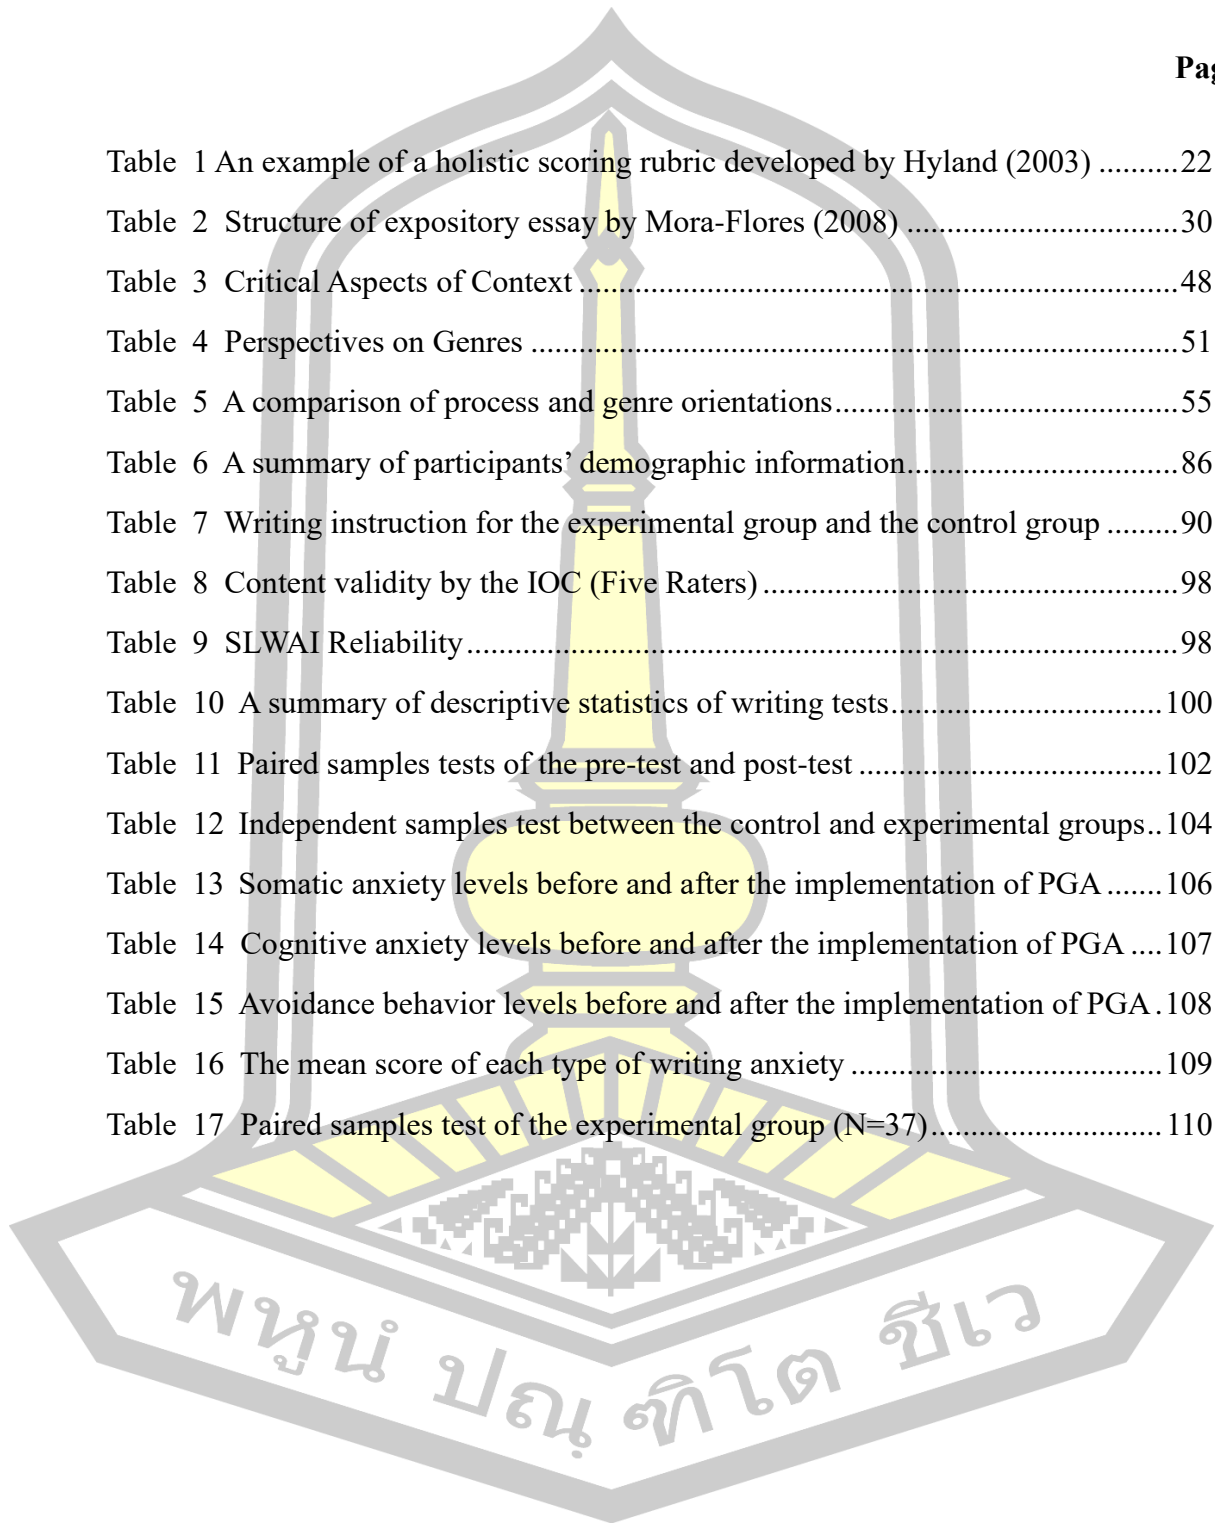 Pag
Table 1 An example of a holistic scoring rubric developed by Hyland (2003) ..........22
Table 2 Structure of expository essay by Mora-Flores (2008) ..........30
Table 3 Critical Aspects of Context ..........48
Table 4 Perspectives on Genres ..........51
Table 5 A comparison of process and genre orientations..........55
Table 6 A summary of participants’ demographic information..........86
Table 7 Writing instruction for the experimental group and the control group ..........90
Table 8 Content validity by the IOC (Five Raters) ..........98
Table 9 SLWAI Reliability..........98
Table 10 A summary of descriptive statistics of writing tests..........100
Table 11 Paired samples tests of the pre-test and post-test ..........102
Table 12 Independent samples test between the control and experimental groups..104
Table 13 Somatic anxiety levels before and after the implementation of PGA .......106
Table 14 Cognitive anxiety levels before and after the implementation of PGA ....107
Table 15 Avoidance behavior levels before and after the implementation of PGA.108
Table 16 The mean score of each type of writing anxiety ..........109
Table 17 Paired samples test of the experimental group (N=37)..........110
พหูนํ ปณฺฑิโต ชีเว